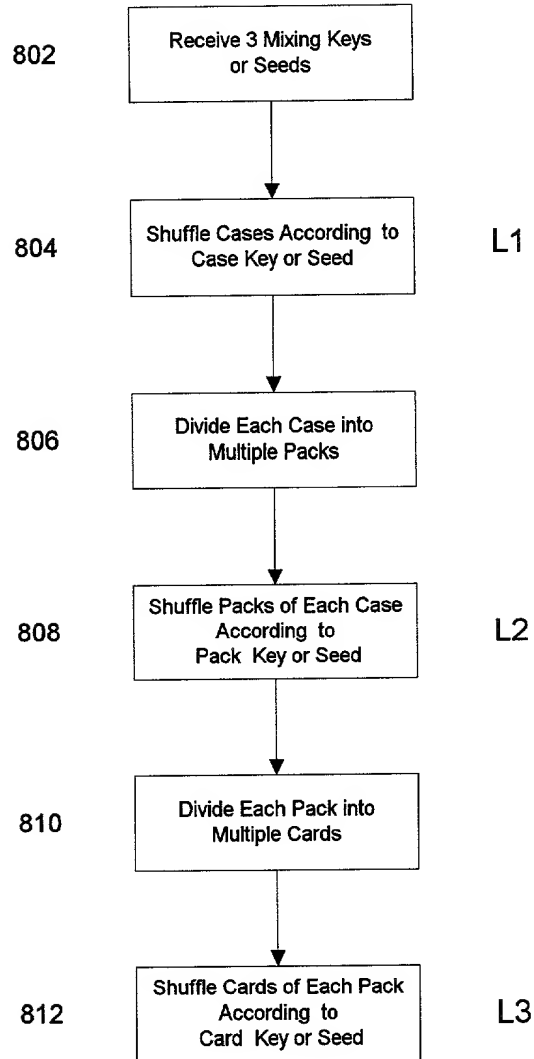 802
Receive 3 Mixing Keys
or Seeds
804
Shuffle Cases According to
Case Key or Seed
L1
806
Divide Each Case into
Multiple Packs
808
Shuffle Packs of Each Case
According to
Pack Key or Seed
L2
810
Divide Each Pack into
Multiple Cards
812
Shuffle Cards of Each Pack
According to
Card Key or Seed
L3